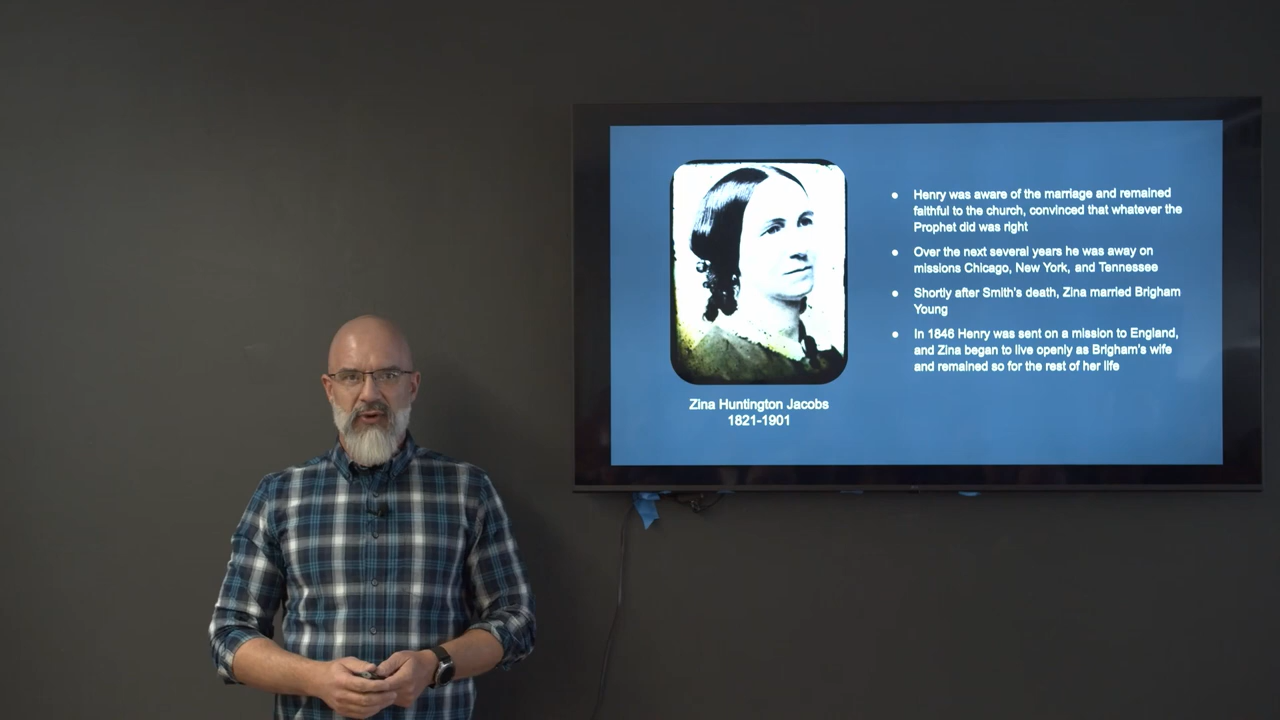 Henry was aware of the marriage and remained
faithful to the church, convinced that whatever the
Prophet did was right
Over the next several years he was away on
missions Chicago, New York, and Tennessee
Shortly after Smith's death, Zina married Brigham
Young
In 1846 Henry was sent on a mission to England,
and Zina began to live openly as Brigham's wife
and remained so for the rest of her life
Zina Huntington Jacobs
1821-1901